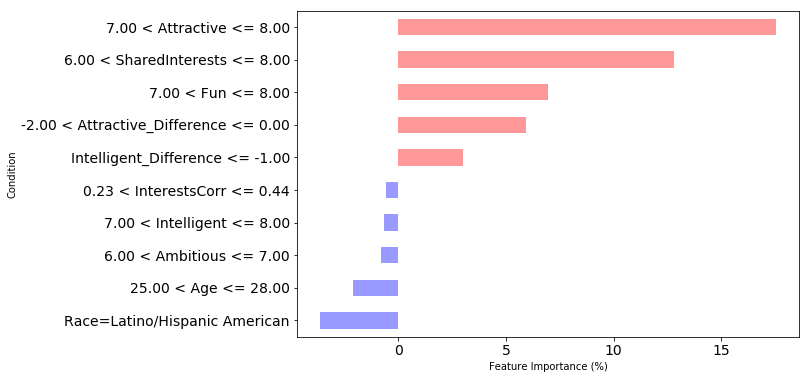 7.00 < Attractive <= 8.00
6.00 < SharedInterests <= 8.00
7.00 < Fun <= 8.00
-2.00 < Attractive_Difference <= 0.00
Intelligent_Difference <= -1.00
0.23 < InterestsCorr <= 0.44
7.00 < Intelligent <= 8.00
6.00 < Ambitious <= 7.00
25.00 < Age <= 28.00
Race=Latino/Hispanic American
Condition
0 5 10 15
Feature Importance (%)